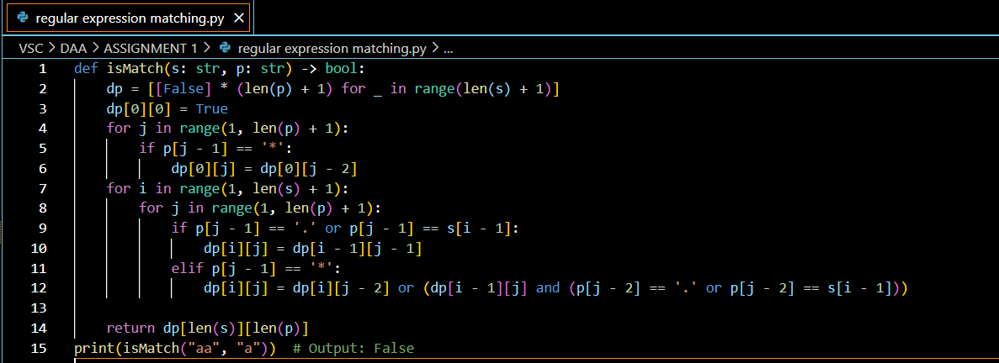 regular expression matching.py ×
VSC > DAA > ASSIGNMENT 1 > regular expression matching.py > ...
1 def isMatch(s: str, p: str) -> bool:
2     dp = [[False] * (len(p) + 1) for _ in range(len(s) + 1)]
3     dp[0][0] = True
4     for j in range(1, len(p) + 1):
5         if p[j - 1] == '*':
6             dp[0][j] = dp[0][j - 2]
7     for i in range(1, len(s) + 1):
8         for j in range(1, len(p) + 1):
9             if p[j - 1] == '.' or p[j - 1] == s[i - 1]:
10                 dp[i][j] = dp[i - 1][j - 1]
11             elif p[j - 1] == '*':
12                 dp[i][j] = dp[i][j - 2] or (dp[i - 1][j] and (p[j - 2] == '.' or p[j - 2] == s[i - 1]))
13
14     return dp[len(s)][len(p)]
15 print(isMatch("aa", "a"))  # Output: False